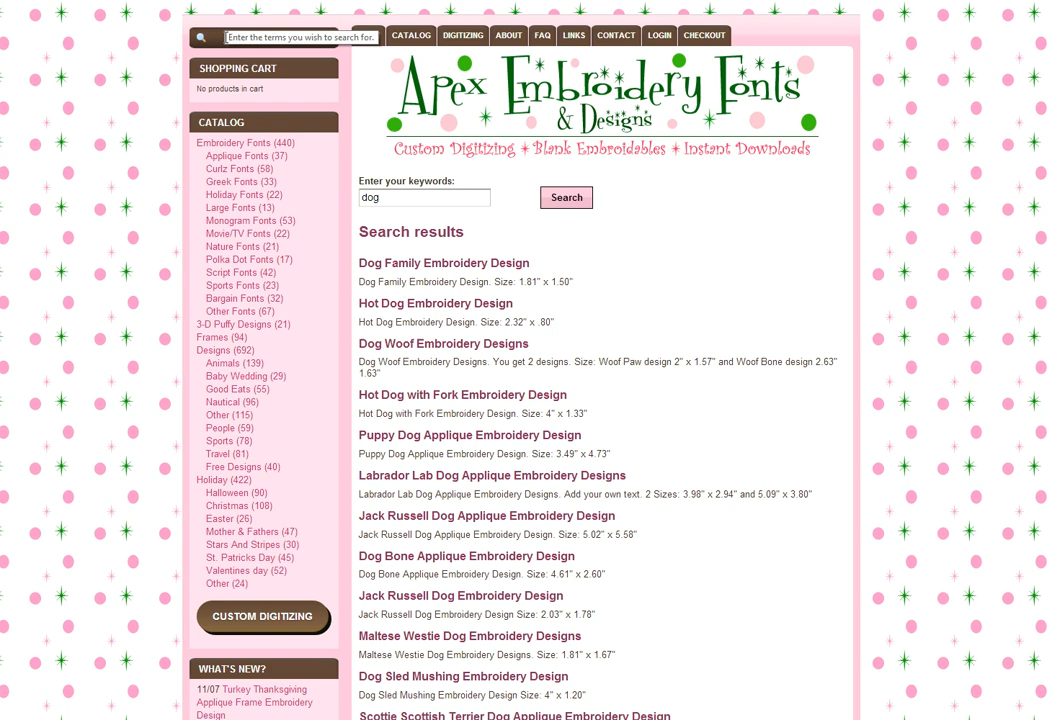 Enter the terms you wish to search for.
CATALOG
DIGITIZING
ABOUT
FAQ
LINKS
CONTACT
LOGIN
CHECKOUT
SHOPPING CART
No products in cart
CATALOG
Embroidery Fonts (440)
Applique Fonts (37)
Curlz Fonts (58)
Greek Fonts (33)
Holiday Fonts (22)
Large Fonts (13)
Monogram Fonts (53)
Movie/TV Fonts (22)
Nature Fonts (21)
Polka Dot Fonts (17)
Script Fonts (42)
Sports Fonts (23)
Bargain Fonts (32)
Other Fonts (67)
3-D Puffy Designs (21)
Frames (94)
Designs (692)
Animals (139)
Baby Wedding (29)
Good Eats (55)
Nautical (96)
Other (115)
People (59)
Sports (78)
Travel (81)
Free Designs (40)
Holiday (422)
Halloween (90)
Christmas (108)
Easter (26)
Mother & Fathers (47)
Stars And Stripes (30)
St. Patricks Day (45)
Valentines day (52)
Other (24)
CUSTOM DIGITIZING
WHAT'S NEW?
11/07 Turkey Thanksgiving
Applique Frame Embroidery
Design
Apex Embroidery Fonts
& Designs
Custom Digitizing * Blank Embroidables * Instant Downloads
Enter your keywords:
dog
Search
Search results
Dog Family Embroidery Design
Dog Family Embroidery Design. Size: 1.81" x 1.50"
Hot Dog Embroidery Design
Hot Dog Embroidery Design. Size: 2.32" x .80"
Dog Woof Embroidery Designs
Dog Woof Embroidery Designs. You get 2 designs. Size: Woof Paw design 2" x 1.57" and Woof Bone design 2.63"
1.63"
Hot Dog with Fork Embroidery Design
Hot Dog with Fork Embroidery Design. Size: 4" x 1.33"
Puppy Dog Applique Embroidery Design
Puppy Dog Applique Embroidery Design. Size: 3.49" x 4.73"
Labrador Lab Dog Applique Embroidery Designs
Labrador Lab Dog Applique Embroidery Designs. Add your own text. 2 Sizes: 3.98" x 2.94" and 5.09" x 3.80"
Jack Russell Dog Applique Embroidery Design
Jack Russell Dog Applique Embroidery Design. Size: 5.02" x 5.58"
Dog Bone Applique Embroidery Design
Dog Bone Applique Embroidery Design. Size: 4.61" x 2.60"
Jack Russell Dog Embroidery Design
Jack Russell Dog Embroidery Design Size: 2.03" x 1.78"
Maltese Westie Dog Embroidery Designs
Maltese Westie Dog Embroidery Designs. Size: 1.81" x 1.67"
Dog Sled Mushing Embroidery Design
Dog Sled Mushing Embroidery Design. Size: 4" x 1.20"
Scottie Scottish Terrier Dog Applique Embroidery Design